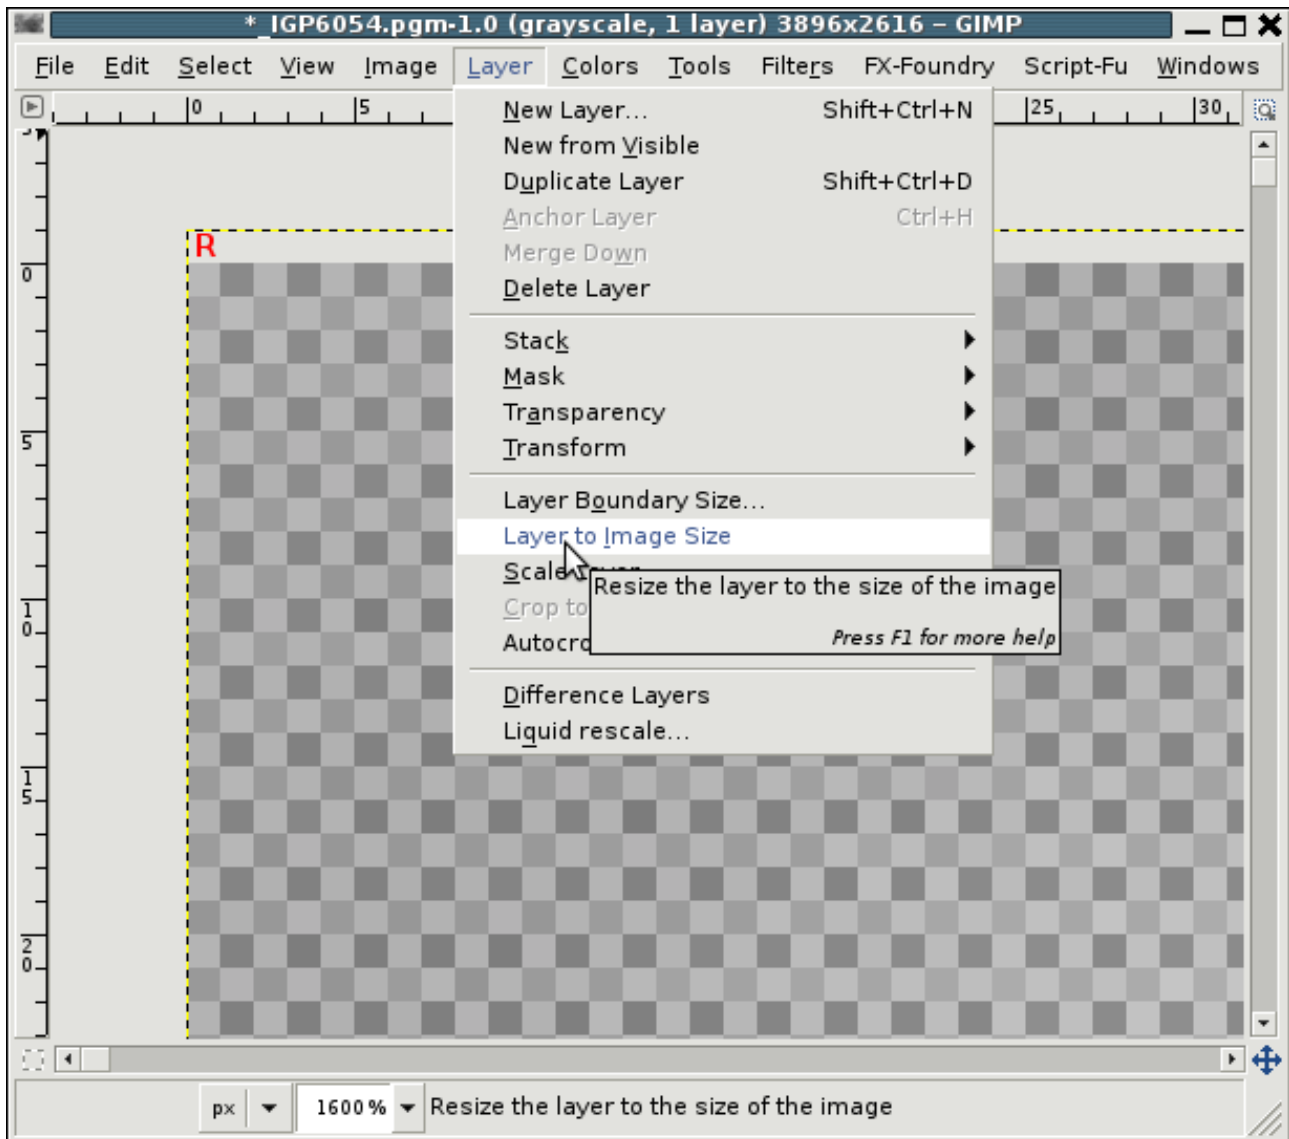 * _IGP6054.pgm-1.0 (grayscale, 1 layer) 3896x2616 – GIMP
File Edit Select View Image Layer Colors Tools Filters FX-Foundry Script-Fu Windows
0 5 25 30
New Layer... Shift+Ctrl+N
New from Visible
Duplicate Layer Shift+Ctrl+D
Anchor Layer Ctrl+H
Merge Down
Delete Layer
R
0
Stack
Mask
Transparency
Transform
5
Layer Boundary Size...
Layer to Image Size
Scale
Resize the layer to the size of the image
Crop to
10
Press F1 for more help
Autocro
Difference Layers
Liquid rescale...
15
20
px 1600% Resize the layer to the size of the image